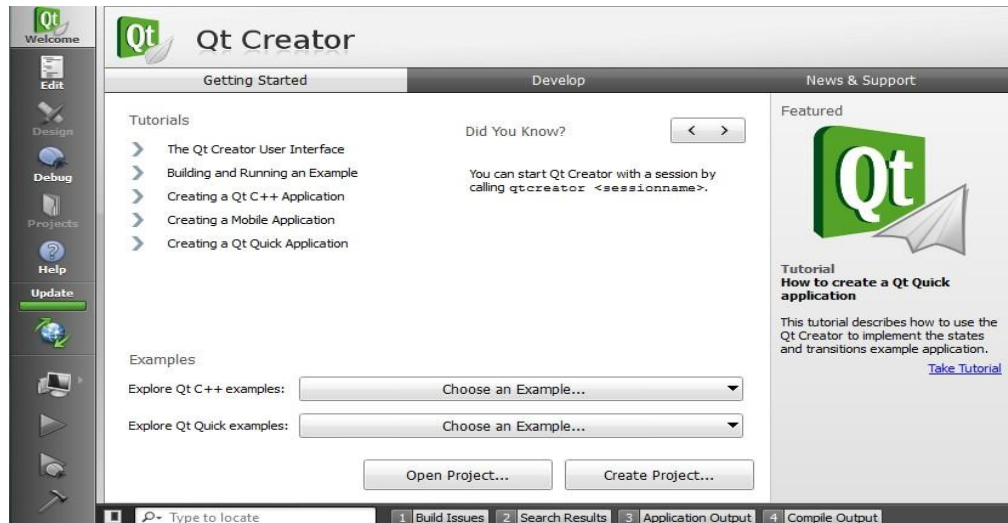 Qt
Welcome
Edit
Design
Debug
Projects
Help
Update
Qt
Qt Creator
Getting Started
Develop
News & Support
Tutorials
The Qt Creator User Interface
Building and Running an Example
Creating a Qt C++ Application
Creating a Mobile Application
Creating a Qt Quick Application
Did You Know?
< >
You can start Qt Creator with a session by
calling qtcreator <sessionname>.
Examples
Explore Qt C++ examples:
Choose an Example...
Explore Qt Quick examples:
Choose an Example...
Open Project...
Create Project...
Featured
Qt
Tutorial
How to create a Qt Quick
application
This tutorial describes how to use the
Qt Creator to implement the states
and transitions example application.
Take Tutorial
Type to locate
1 Build Issues
2 Search Results
3 Application Output
4 Compile Output